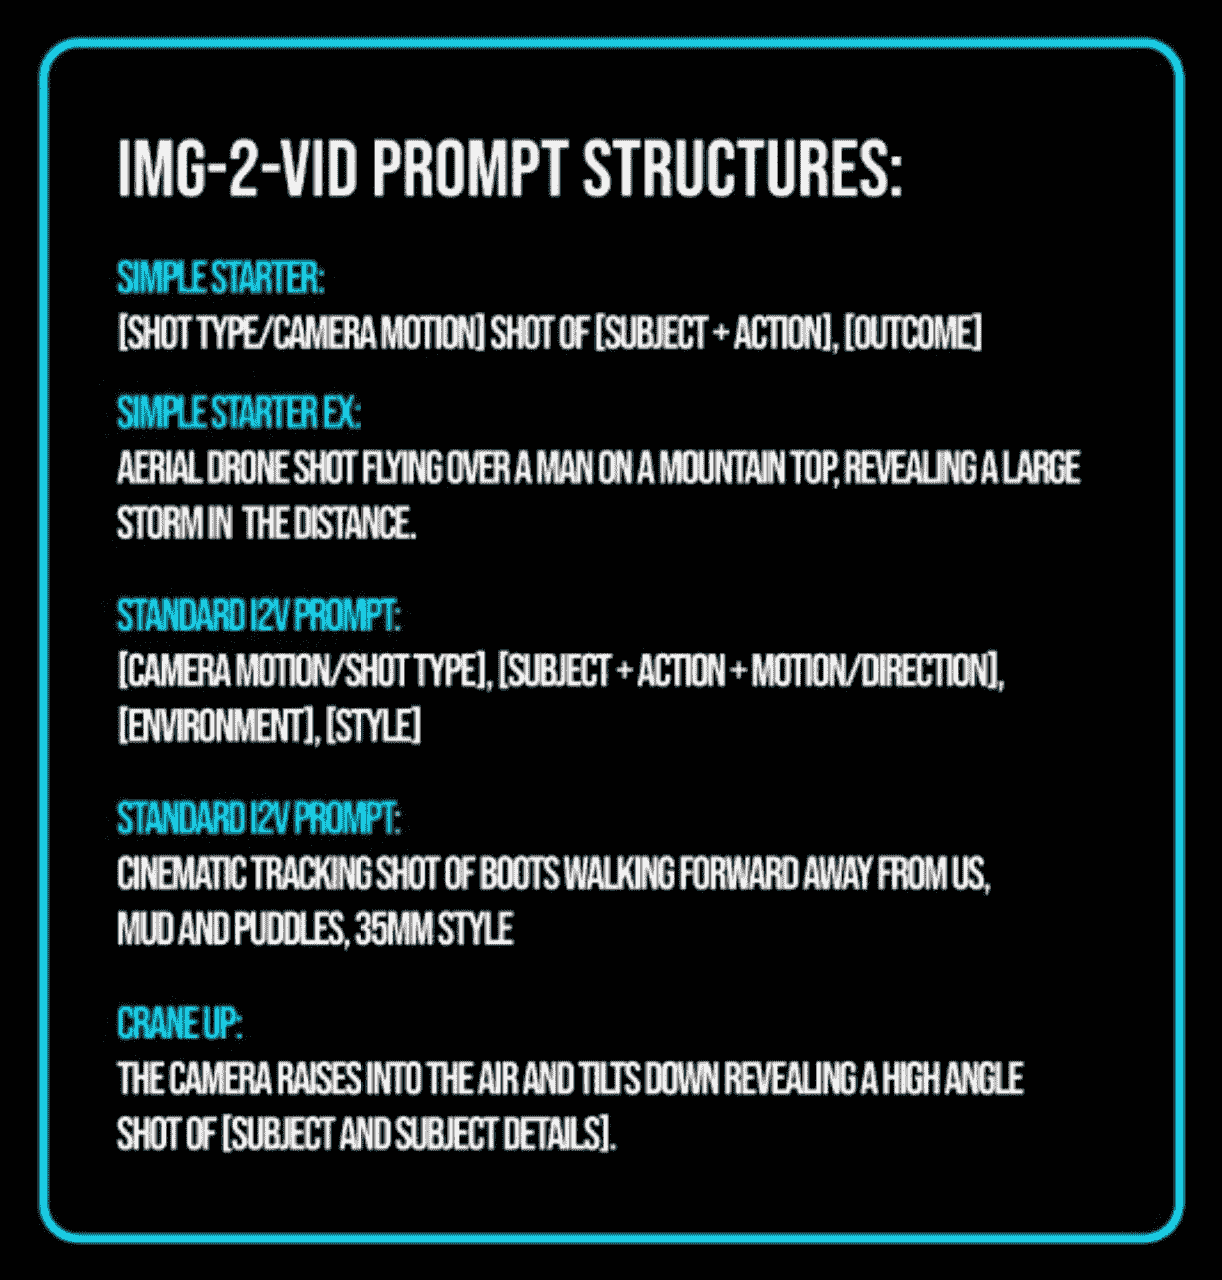 IMG-2-VID PROMPT STRUCTURES:
SIMPLE STARTER:
[SHOT TYPE/CAMERA MOTION] SHOT OF [SUBJECT + ACTION], [OUTCOME]
SIMPLE STARTER EX:
AERIAL DRONE SHOT FLYING OVER A MAN ON A MOUNTAIN TOP, REVEALING A LARGE
STORM IN THE DISTANCE.
STANDARD I2V PROMPT:
[CAMERA MOTION/SHOT TYPE], [SUBJECT + ACTION + MOTION/DIRECTION],
[ENVIRONMENT], [STYLE]
STANDARD I2V PROMPT:
CINEMATIC TRACKING SHOT OF BOOTS WALKING FORWARD AWAY FROM US,
MUD AND PUDDLES, 35MM STYLE
CRANE UP:
THE CAMERA RAISES INTO THE AIR AND TILTS DOWN REVEALING A HIGH ANGLE
SHOT OF [SUBJECT AND SUBJECT DETAILS].